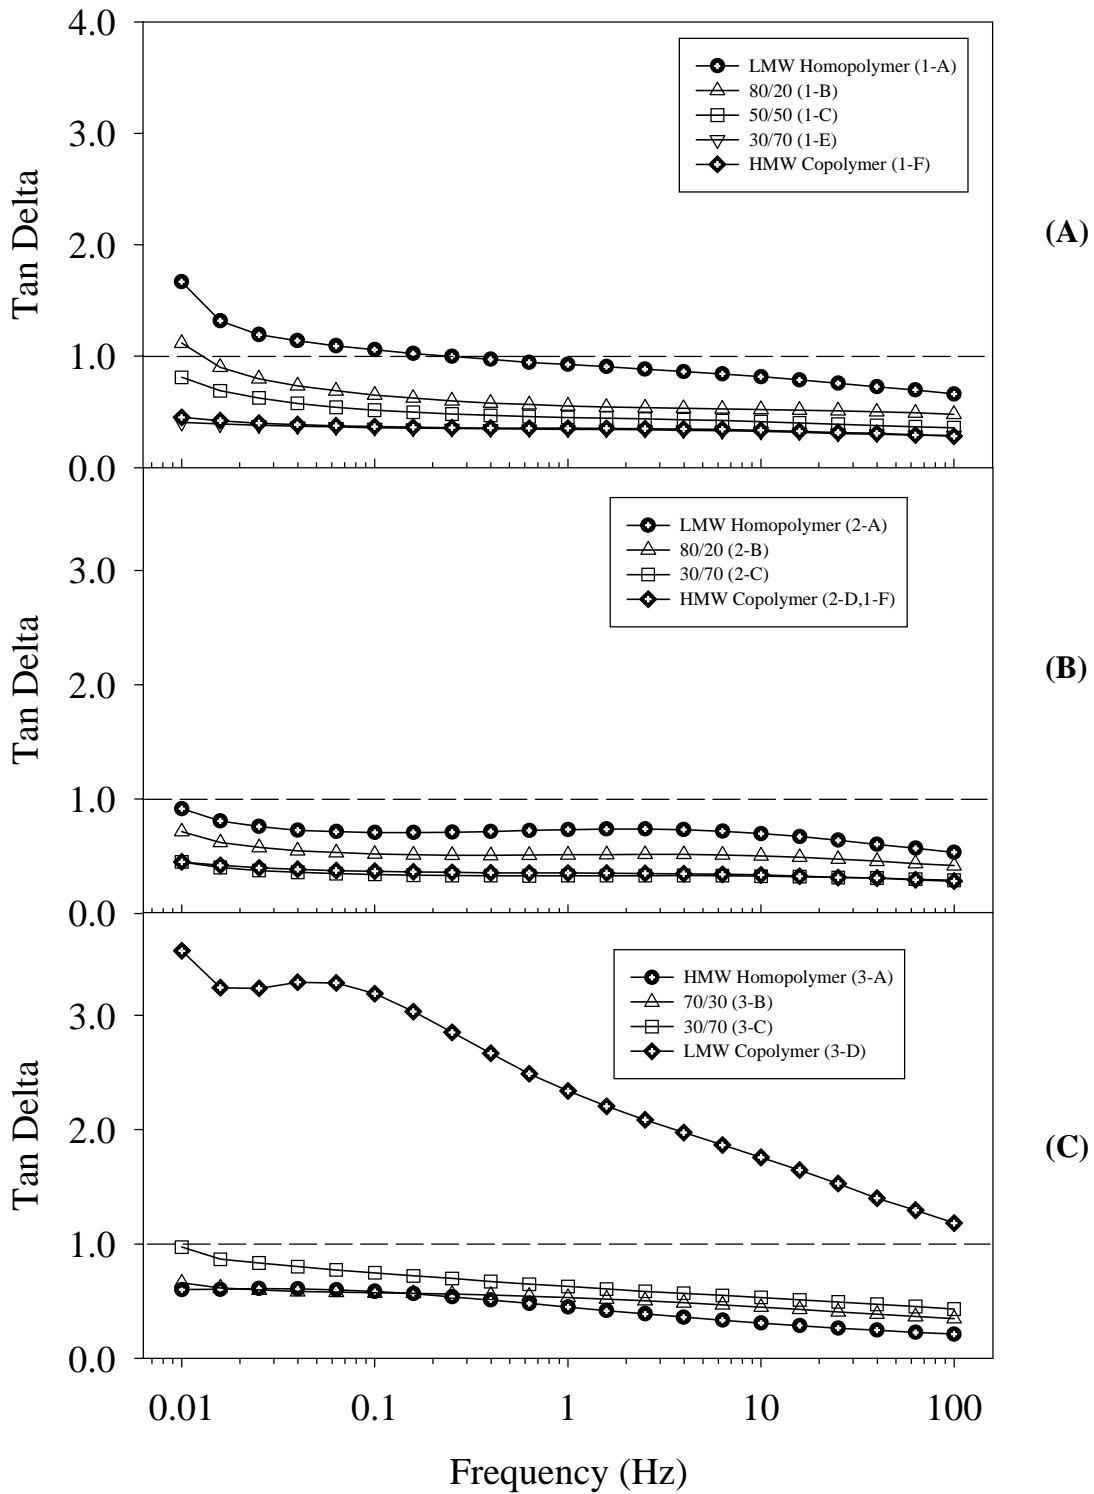 4.0
3.0
2.0
1.0
0.0
Tan Delta
LMW Homopolymer (1-A)
80/20 (1-B)
50/50 (1-C)
30/70 (1-E)
HMW Copolymer (1-F)
(A)
3.0
2.0
1.0
0.0
Tan Delta
LMW Homopolymer (2-A)
80/20 (2-B)
30/70 (2-C)
HMW Copolymer (2-D,1-F)
(B)
3.0
2.0
1.0
0.0
Tan Delta
HMW Homopolymer (3-A)
70/30 (3-B)
30/70 (3-C)
LMW Copolymer (3-D)
(C)
0.01 0.1 1 10 100
Frequency (Hz)